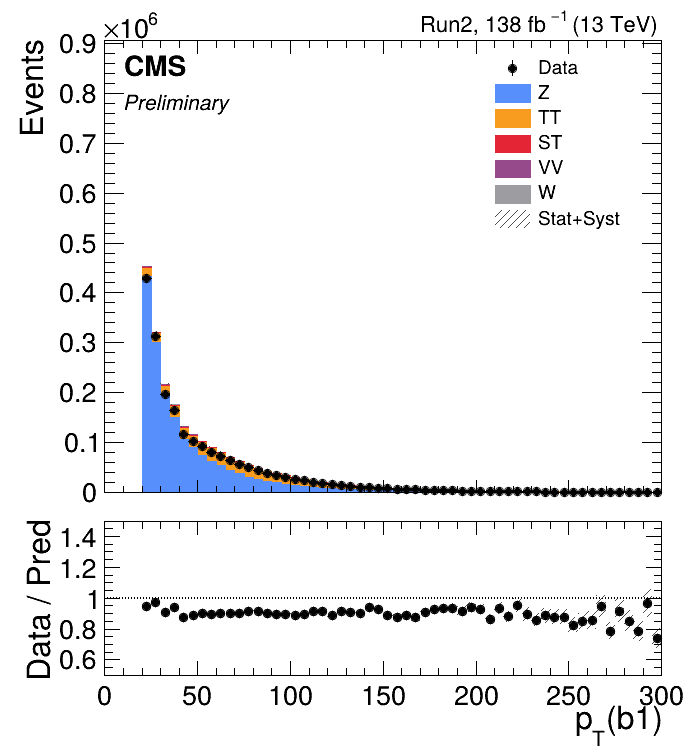 ×10⁶
Run2, 138 fb⁻¹ (13 TeV)
CMS
Preliminary
Events
0.9
0.8
0.7
0.6
0.5
0.4
0.3
0.2
0.1
0
Data
Z
TT
ST
VV
W
Stat+Syst
Data / Pred
1.4
1.2
1
0.8
0.6
0 50 100 150 200 250 300
p_T(b1)